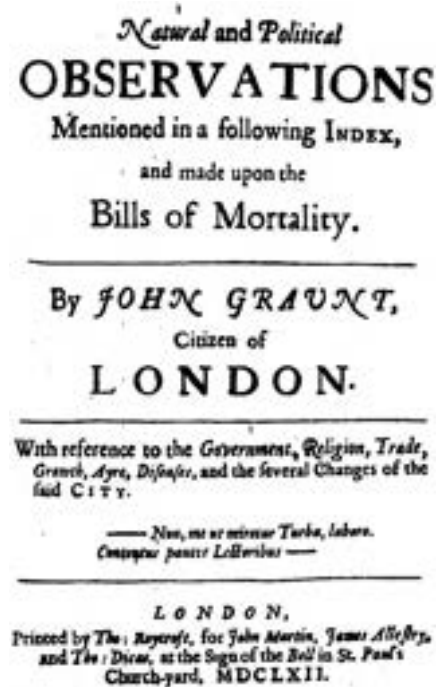 Natural and Political
OBSERVATIONS
Mentioned in a following INDEX,
and made upon the
Bills of Mortality.
By JOHN GRAUNT,
Citizen of
LONDON.
With reference to the Government, Religion, Trade,
Growth, Ayre, Diseases, and the several Changes of the
said CITY.
—— Non, me ut miretur Turba, laboro.
Contentus paucis Lectoribus ——
LONDON,
Printed by Tho: Roycroft, for John Martin, James Allestry,
and Tho: Dicas, at the Sign of the Bell in St. Paul's
Church-yard, MDCLXII.